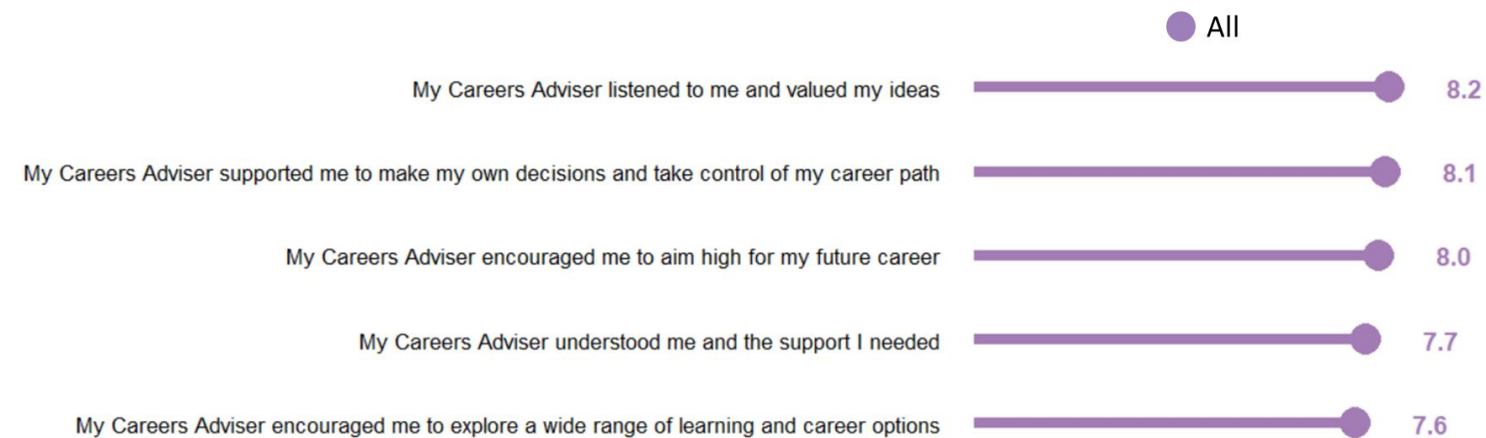 All
My Careers Adviser listened to me and valued my ideas 8.2
My Careers Adviser supported me to make my own decisions and take control of my career path 8.1
My Careers Adviser encouraged me to aim high for my future career 8.0
My Careers Adviser understood me and the support I needed 7.7
My Careers Adviser encouraged me to explore a wide range of learning and career options 7.6